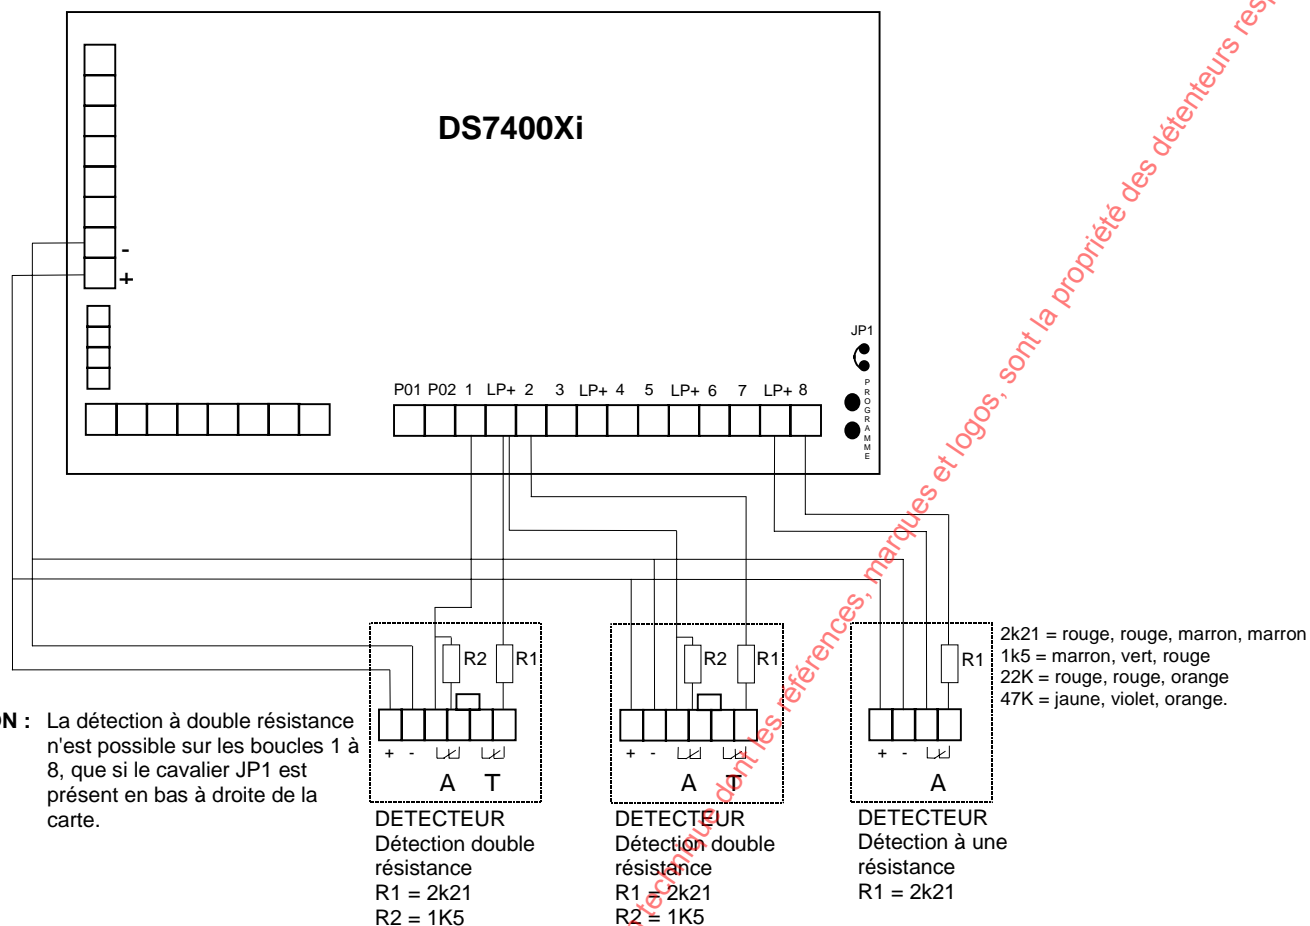 DS7400Xi
-
+
JP1
PROGRAMME
P01 P02 1 LP+ 2 3 LP+ 4 5 LP+ 6 7 LP+ 8
R2 R1
R2 R1
R1
2k21 = rouge, rouge, marron, marron
1k5 = marron, vert, rouge
22K = rouge, rouge, orange
47K = jaune, violet, orange.
ON : La détection à double résistance
n'est possible sur les boucles 1 à
8, que si le cavalier JP1 est
présent en bas à droite de la
carte.
+ -
A T
+ -
A T
+ -
A
DETECTEUR
Détection double
résistance
R1 = 2k21
R2 = 1K5
DETECTEUR
Détection double
résistance
R1 = 2k21
R2 = 1K5
DETECTEUR
Détection à une
résistance
R1 = 2k21
technique dont les références, marques et logos, sont la propriété des détenteurs